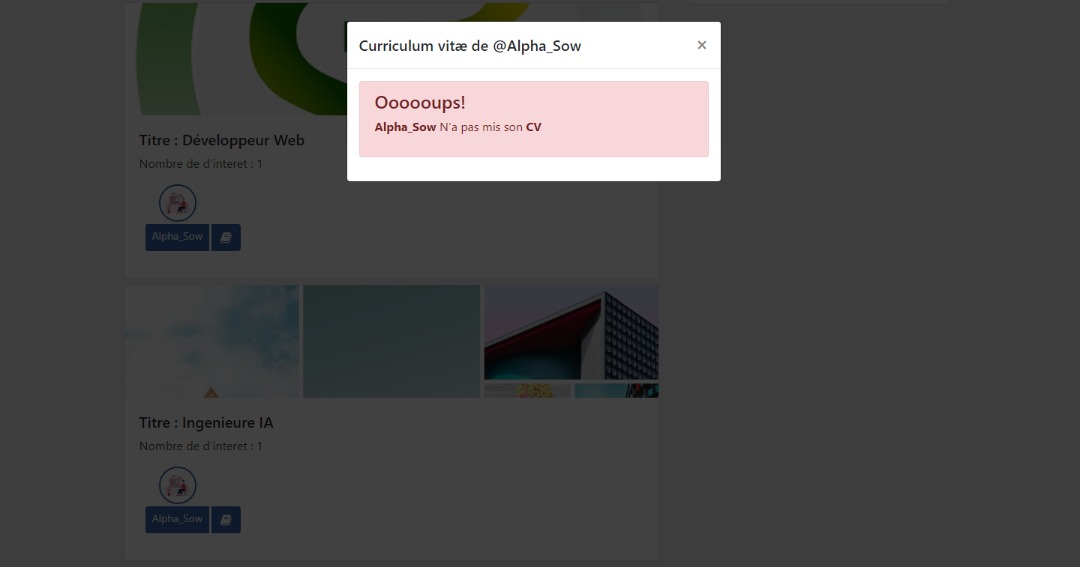 Curriculum vitæ de @Alpha_Sow
×
Oooooups!
Alpha_Sow N'a pas mis son CV
Titre : Développeur Web
Nombre de d'interet : 1
Alpha_Sow
Titre : Ingenieure IA
Nombre de d'interet : 1
Alpha_Sow